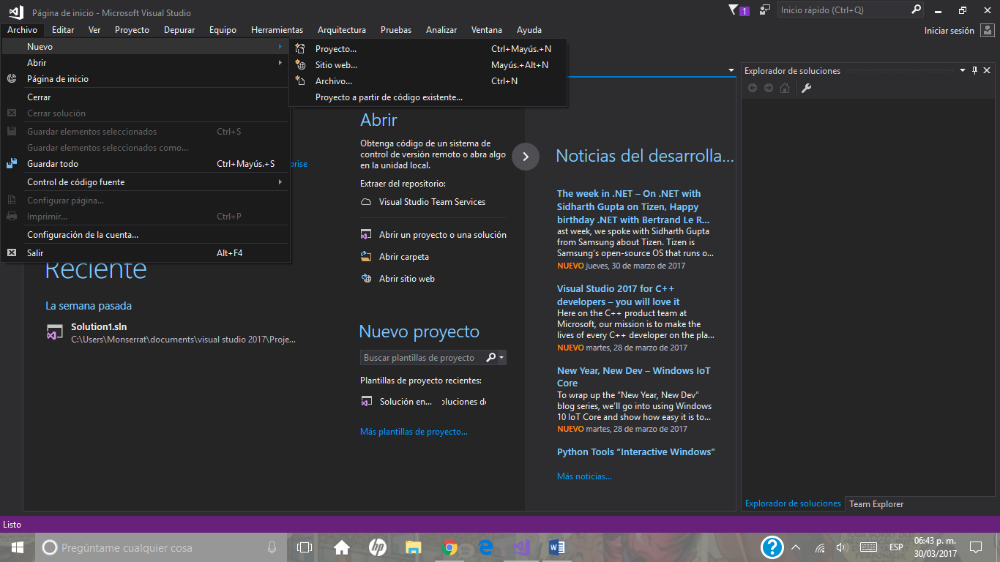 Página de inicio - Microsoft Visual Studio
1
Inicio rápido (Ctrl+Q)
Archivo Editar Ver Proyecto Depurar Equipo Herramientas Arquitectura Pruebas Analizar Ventana Ayuda
Iniciar sesión
Nuevo
Abrir
Página de inicio
Cerrar
Cerrar solución
Guardar elementos seleccionados Ctrl+S
Guardar elementos seleccionados como...
Guardar todo Ctrl+Mayús.+S
Control de código fuente
Configurar página...
Imprimir... Ctrl+P
Configuración de la cuenta...
Salir Alt+F4
Proyecto... Ctrl+Mayús.+N
Sitio web... Mayús.+Alt+N
Archivo... Ctrl+N
Proyecto a partir de código existente...
prise
Reciente
La semana pasada
Solution1.sln
C:\Users\Monserrat\documents\visual studio 2017\Proje...
Abrir
Obtenga código de un sistema de
control de versión remoto o abra algo
en la unidad local.
Extraer del repositorio:
Visual Studio Team Services
Abrir un proyecto o una solución
Abrir carpeta
Abrir sitio web
Nuevo proyecto
Buscar plantillas de proyecto
Plantillas de proyecto recientes:
Solución en... oluciones de
Más plantillas de proyecto...
Noticias del desarrolla...
The week in .NET – On .NET with
Sidharth Gupta on Tizen, Happy
birthday .NET with Bertrand Le R...
ast week, we spoke with Sidharth Gupta
from Samsung about Tizen. Tizen is
Samsung's open-source OS that runs o...
NUEVO jueves, 30 de marzo de 2017
Visual Studio 2017 for C++
developers – you will love it
Here on the C++ product team at
Microsoft, our mission is to make the
lives of every C++ developer on the pla...
NUEVO martes, 28 de marzo de 2017
New Year, New Dev – Windows IoT
Core
To wrap up the “New Year, New Dev”
blog series, we’ll go into using Windows
10 IoT Core and show how easy it is to...
NUEVO martes, 28 de marzo de 2017
Python Tools “Interactive Windows”
Más noticias...
Explorador de soluciones
Explorador de soluciones Team Explorer
Listo
Pregúntame cualquier cosa
hp
?
ESP
06:43 p. m.
30/03/2017